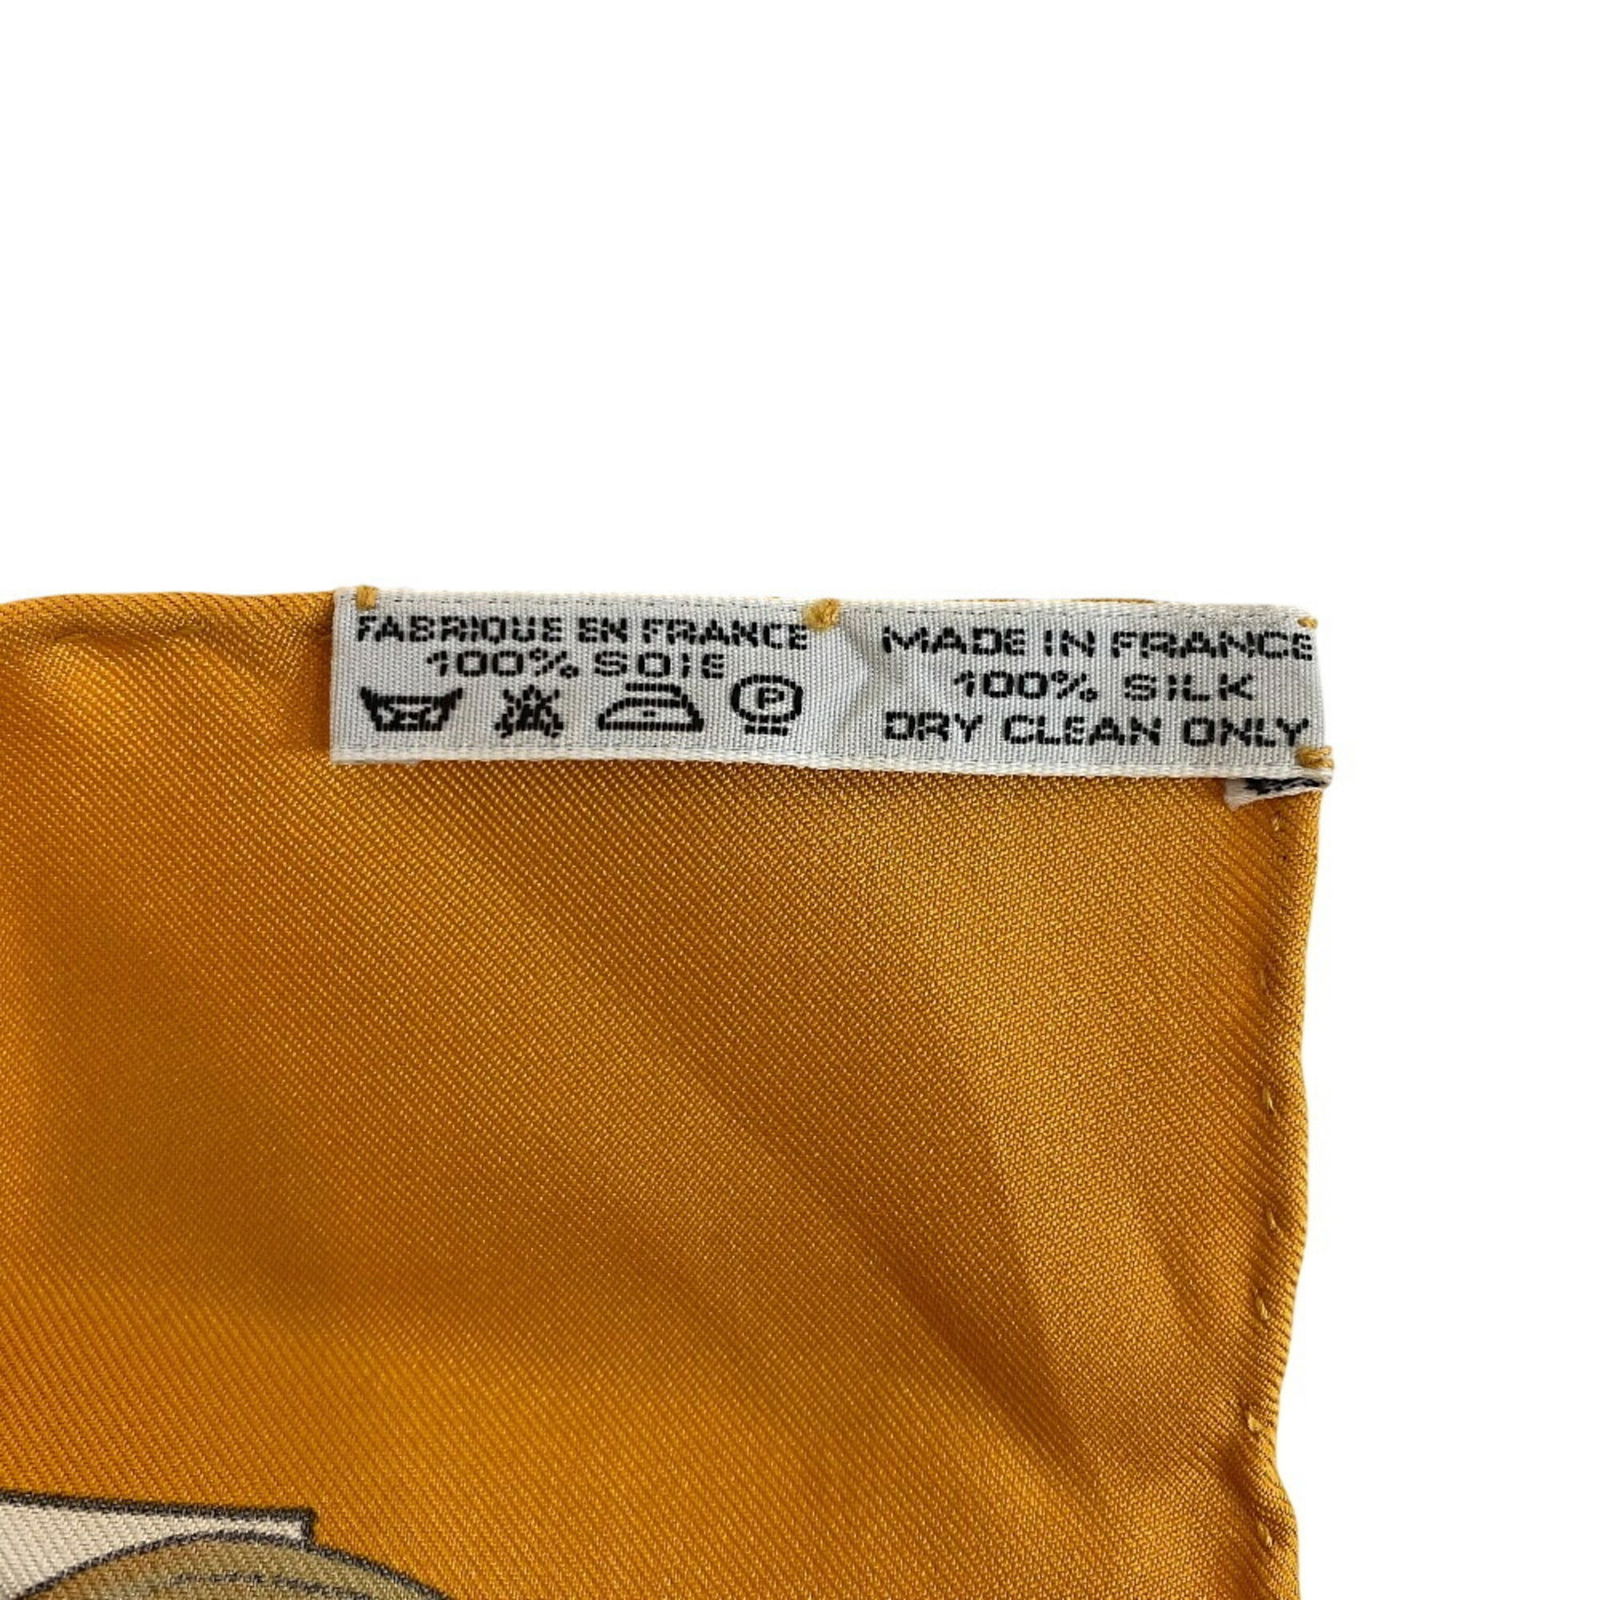 FABRIQUE EN FRANCE
100% SOIE
P
MADE IN FRANCE
100% SILK
DRY CLEAN ONLY